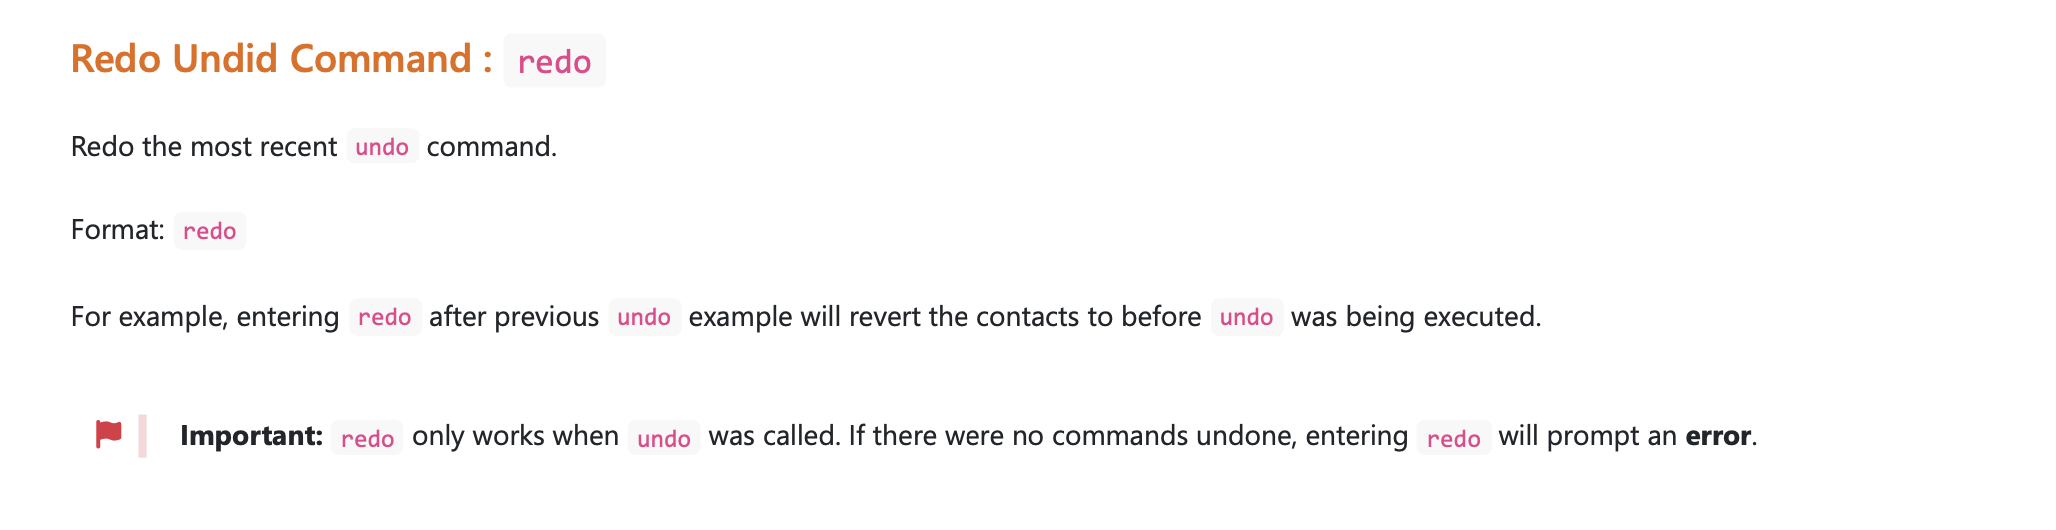 Redo Undid Command : redo
Redo the most recent undo command.
Format: redo
For example, entering redo after previous undo example will revert the contacts to before undo was being executed.
Important: redo only works when undo was called. If there were no commands undone, entering redo will prompt an error.